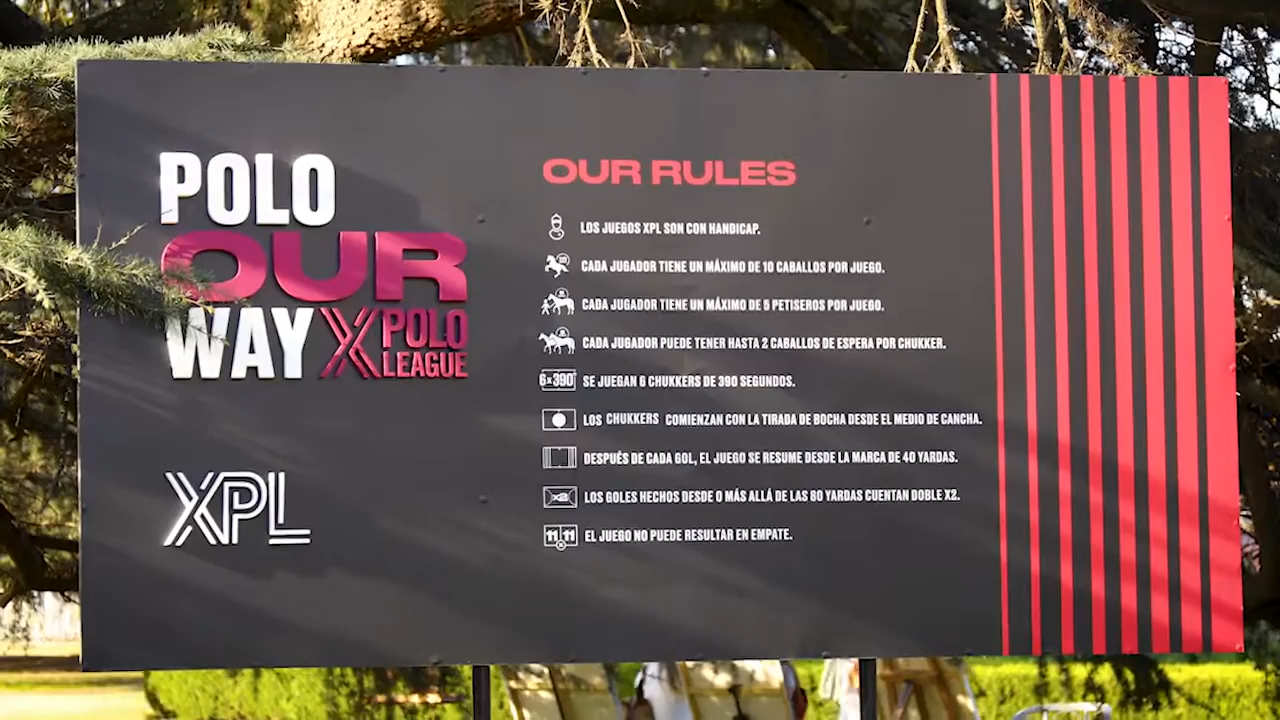 POLO
OUR
WAY X POLO
LEAGUE
XPL
OUR RULES
LOS JUEGOS XPL SON CON HANDICAP.
CADA JUGADOR TIENE UN MÁXIMO DE 10 CABALLOS POR JUEGO.
CADA JUGADOR TIENE UN MÁXIMO DE 5 PETISEROS POR JUEGO.
CADA JUGADOR PUEDE TENER HASTA 2 CABALLOS DE ESPERA POR CHUKKER.
6x390" SE JUEGAN 6 CHUKKERS DE 390 SEGUNDOS.
LOS CHUKKERS COMIENZAN CON LA TIRADA DE BOCHA DESDE EL MEDIO DE CANCHA.
DESPUÉS DE CADA GOL, EL JUEGO SE RESUME DESDE LA MARCA DE 40 YARDAS.
X2 LOS GOLES HECHOS DESDE O MÁS ALLÁ DE LAS 60 YARDAS CUENTAN DOBLE X2.
11 11 EL JUEGO NO PUEDE RESULTAR EN EMPATE.